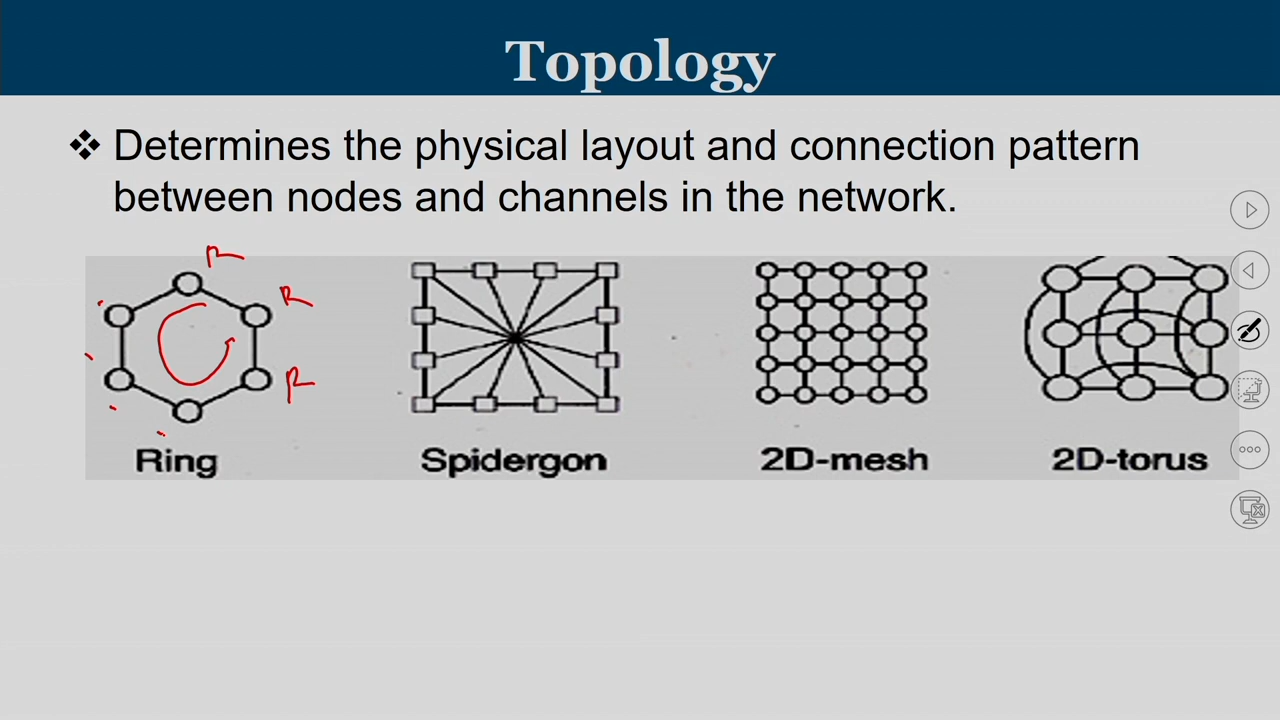 Topology
❖ Determines the physical layout and connection pattern
between nodes and channels in the network.
R
R
R
Ring Spidergon 2D-mesh 2D-torus